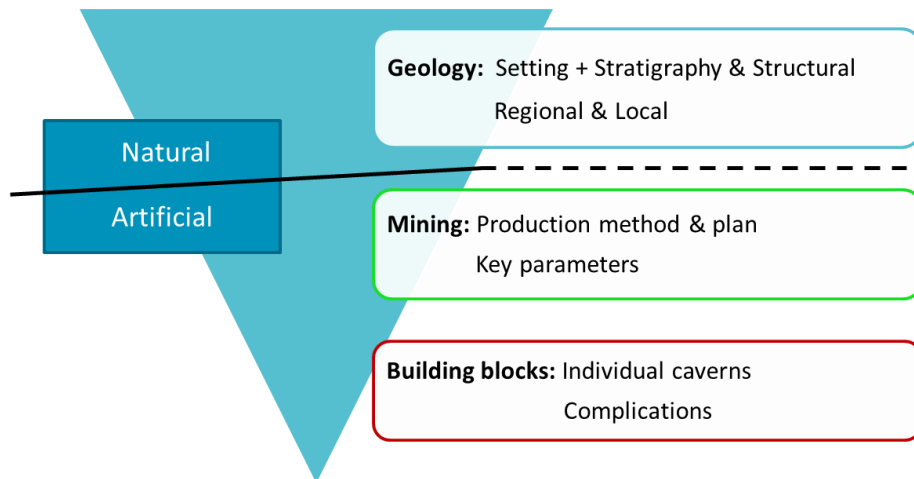 Geology: Setting + Stratigraphy & Structural
Regional & Local
Natural
Artificial
Mining: Production method & plan
Key parameters
Building blocks: Individual caverns
Complications